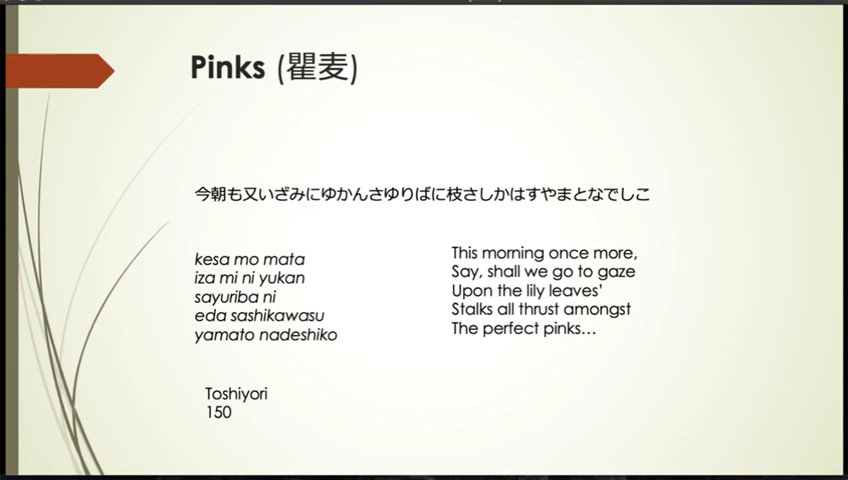 Pinks (瞿麦)
今朝も又いざみにゆかんさゆりばに枝さしかはすやまとなでしこ
kesa mo mata
iza mi ni yukan
sayuriba ni
eda sashikawasu
yamato nadeshiko
This morning once more,
Say, shall we go to gaze
Upon the lily leaves’
Stalks all thrust amongst
The perfect pinks…
Toshiyori
150